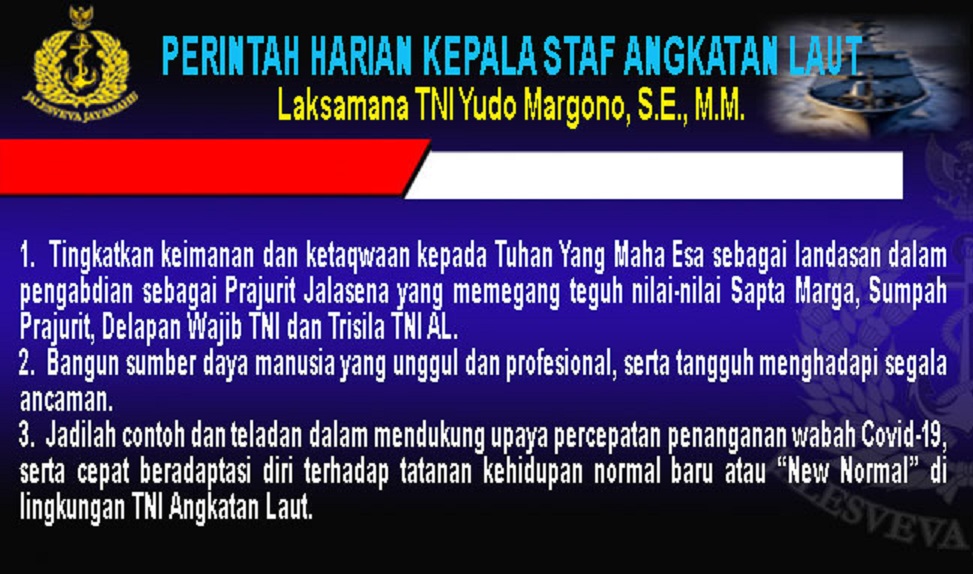 JALESVEVA JAYAMAHE
PERINTAH HARIAN KEPALA STAF ANGKATAN LAUT
Laksamana TNI Yudo Margono, S.E., M.M.
1. Tingkatkan keimanan dan ketaqwaan kepada Tuhan Yang Maha Esa sebagai landasan dalam
pengabdian sebagai Prajurit Jalasena yang memegang teguh nilai-nilai Sapta Marga, Sumpah
Prajurit, Delapan Wajib TNI dan Trisila TNI AL.
2. Bangun sumber daya manusia yang unggul dan profesional, serta tangguh menghadapi segala
ancaman.
3. Jadilah contoh dan teladan dalam mendukung upaya percepatan penanganan wabah Covid-19,
serta cepat beradaptasi diri terhadap tatanan kehidupan normal baru atau “New Normal” di
lingkungan TNI Angkatan Laut.
LESVEVA